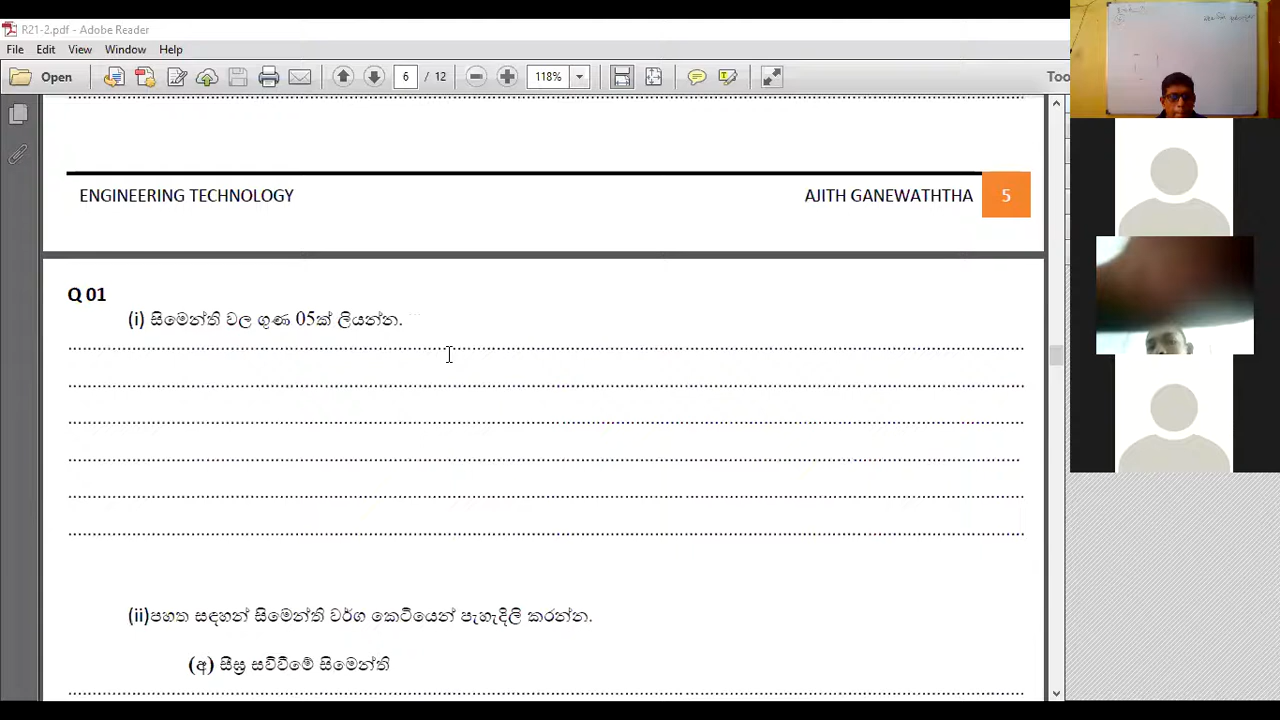 R21-2.pdf - Adobe Reader
File Edit View Window Help
Open 6 / 12 118% Too
ENGINEERING TECHNOLOGY AJITH GANEWATHTHA 5
Q 01
(i) සිමෙන්ති වල ගුණ 05ක් ලියන්න.
(ii)පහත සඳහන් සිමෙන්ති වර්ග කෙටියෙන් පැහැදිලි කරන්න.
(අ) සීඝ්‍ර සවිවීමේ සිමෙන්ති